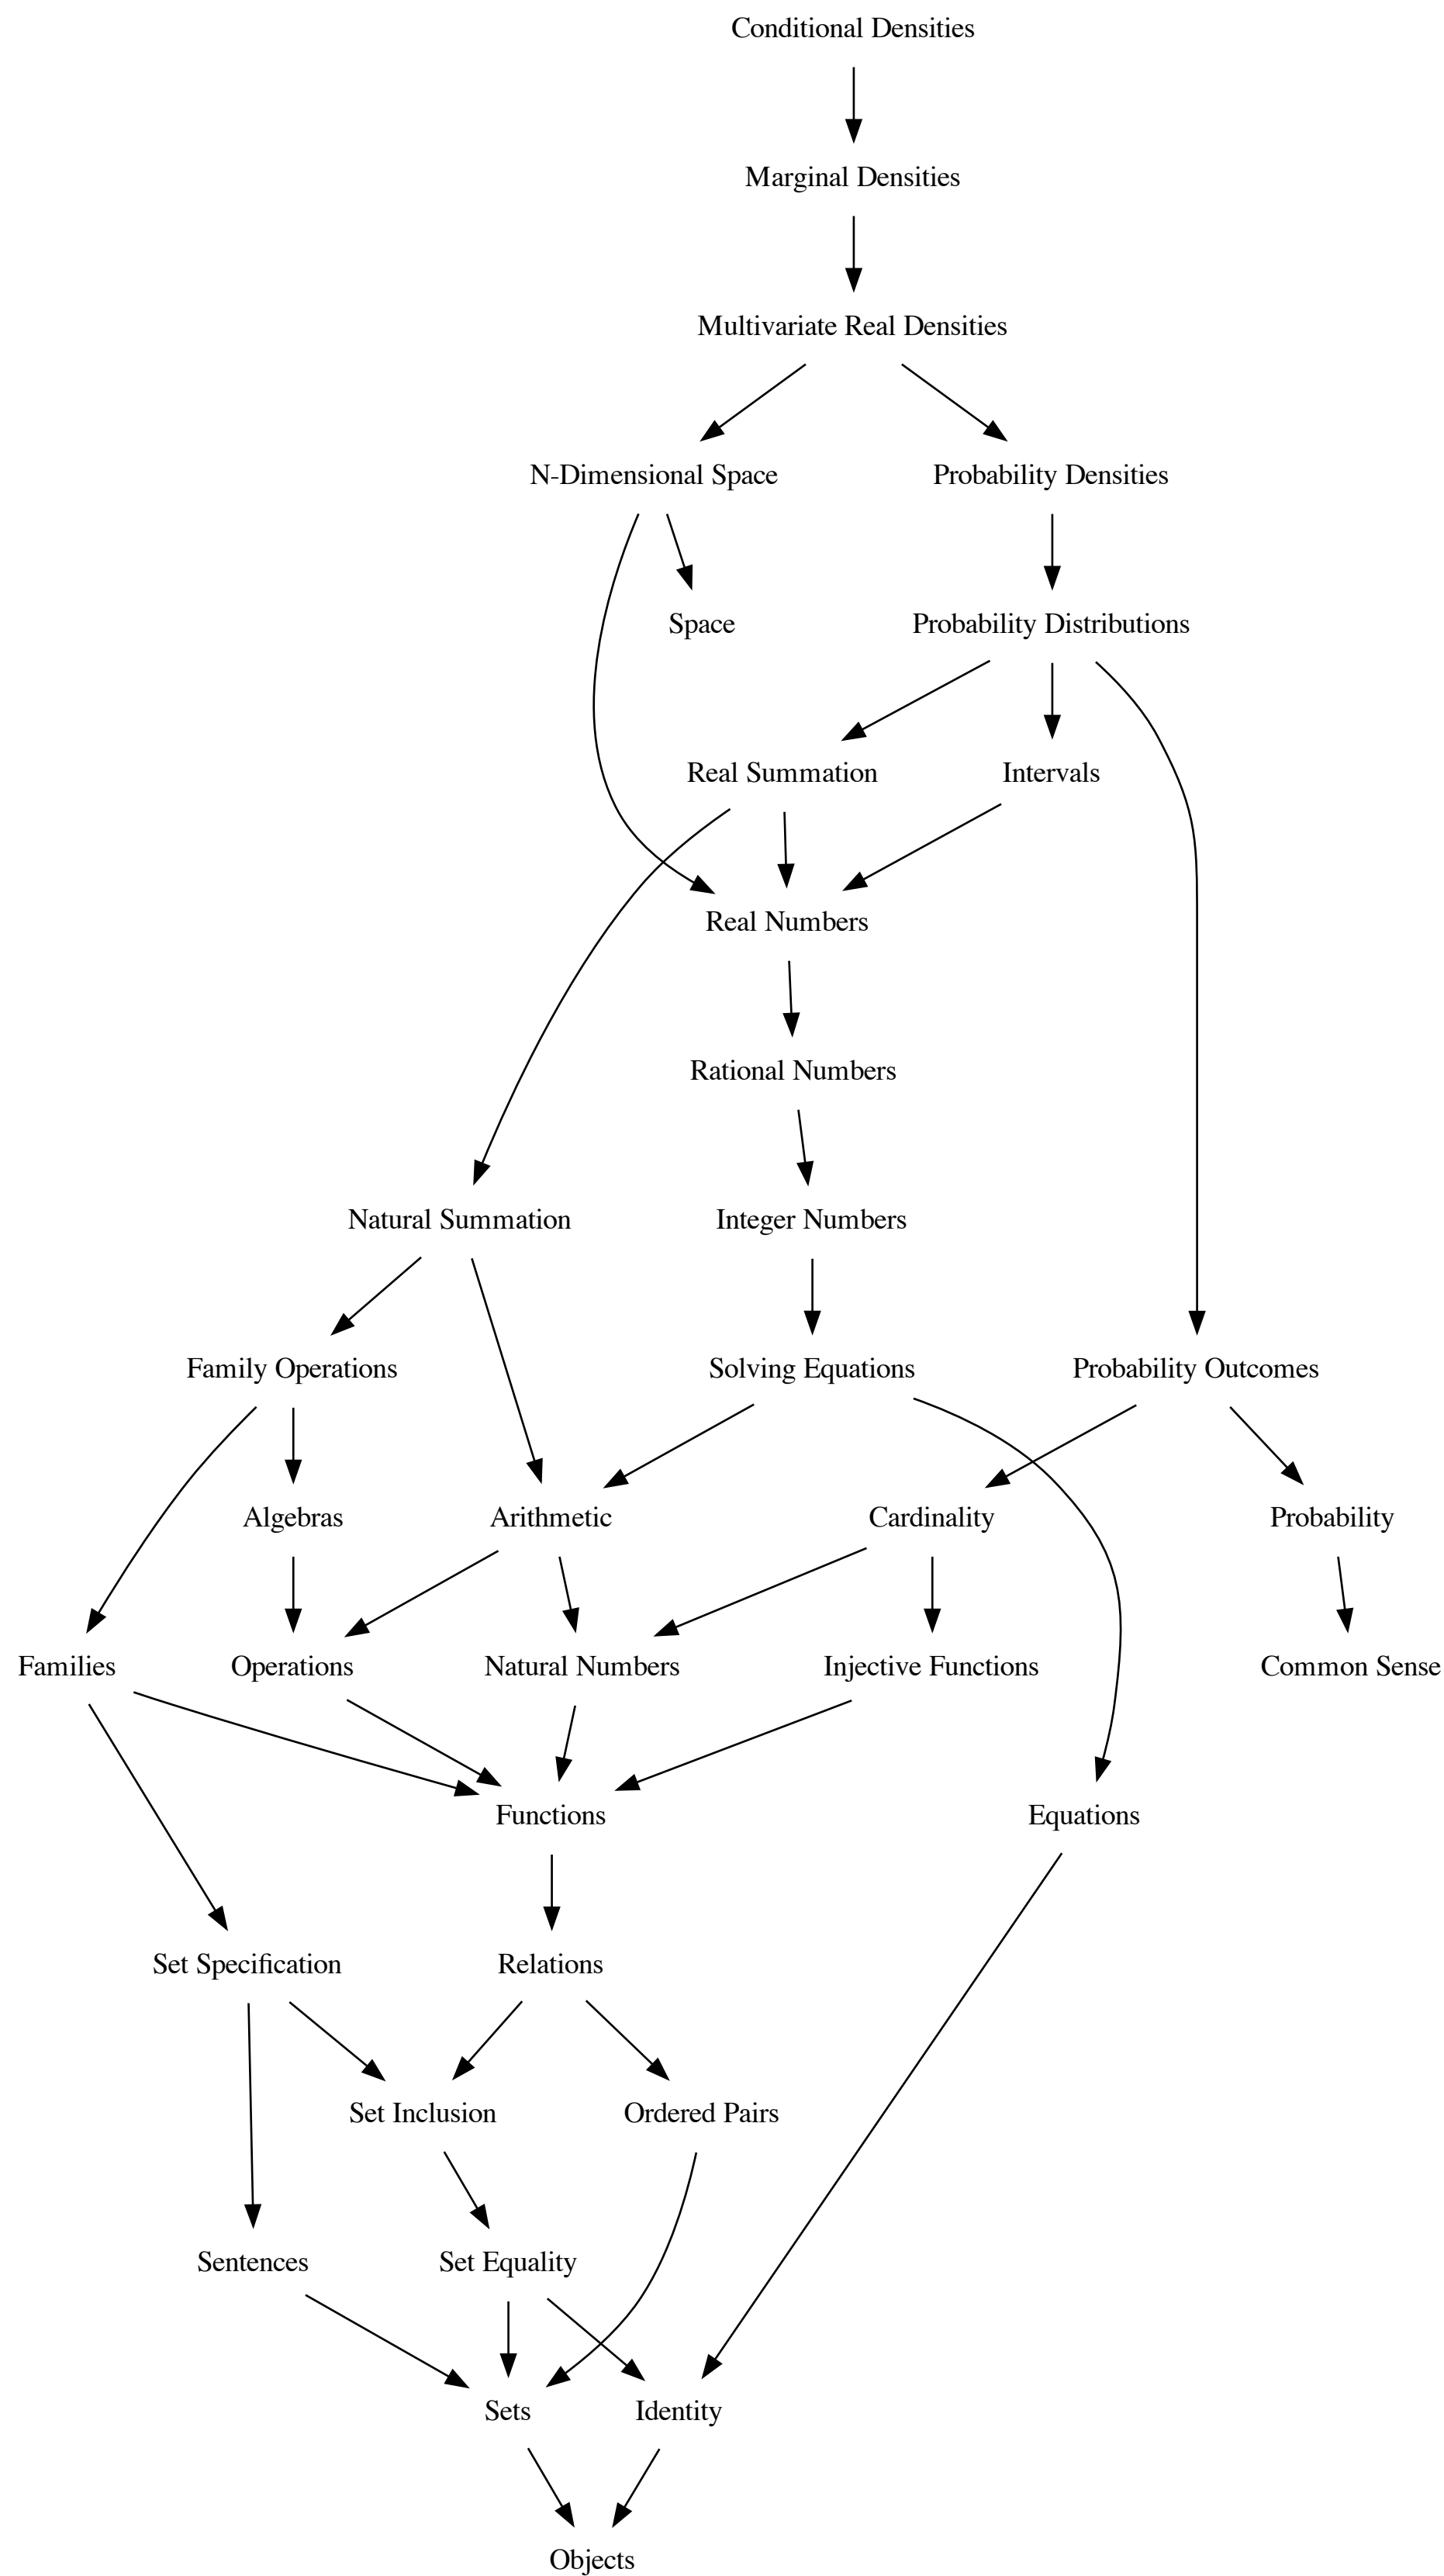 Conditional Densities
Marginal Densities
Multivariate Real Densities
N-Dimensional Space
Probability Densities
Space
Probability Distributions
Real Summation
Intervals
Real Numbers
Rational Numbers
Natural Summation
Integer Numbers
Family Operations
Solving Equations
Probability Outcomes
Algebras
Arithmetic
Cardinality
Probability
Families
Operations
Natural Numbers
Injective Functions
Common Sense
Functions
Equations
Set Specification
Relations
Set Inclusion
Ordered Pairs
Sentences
Set Equality
Sets
Identity
Objects